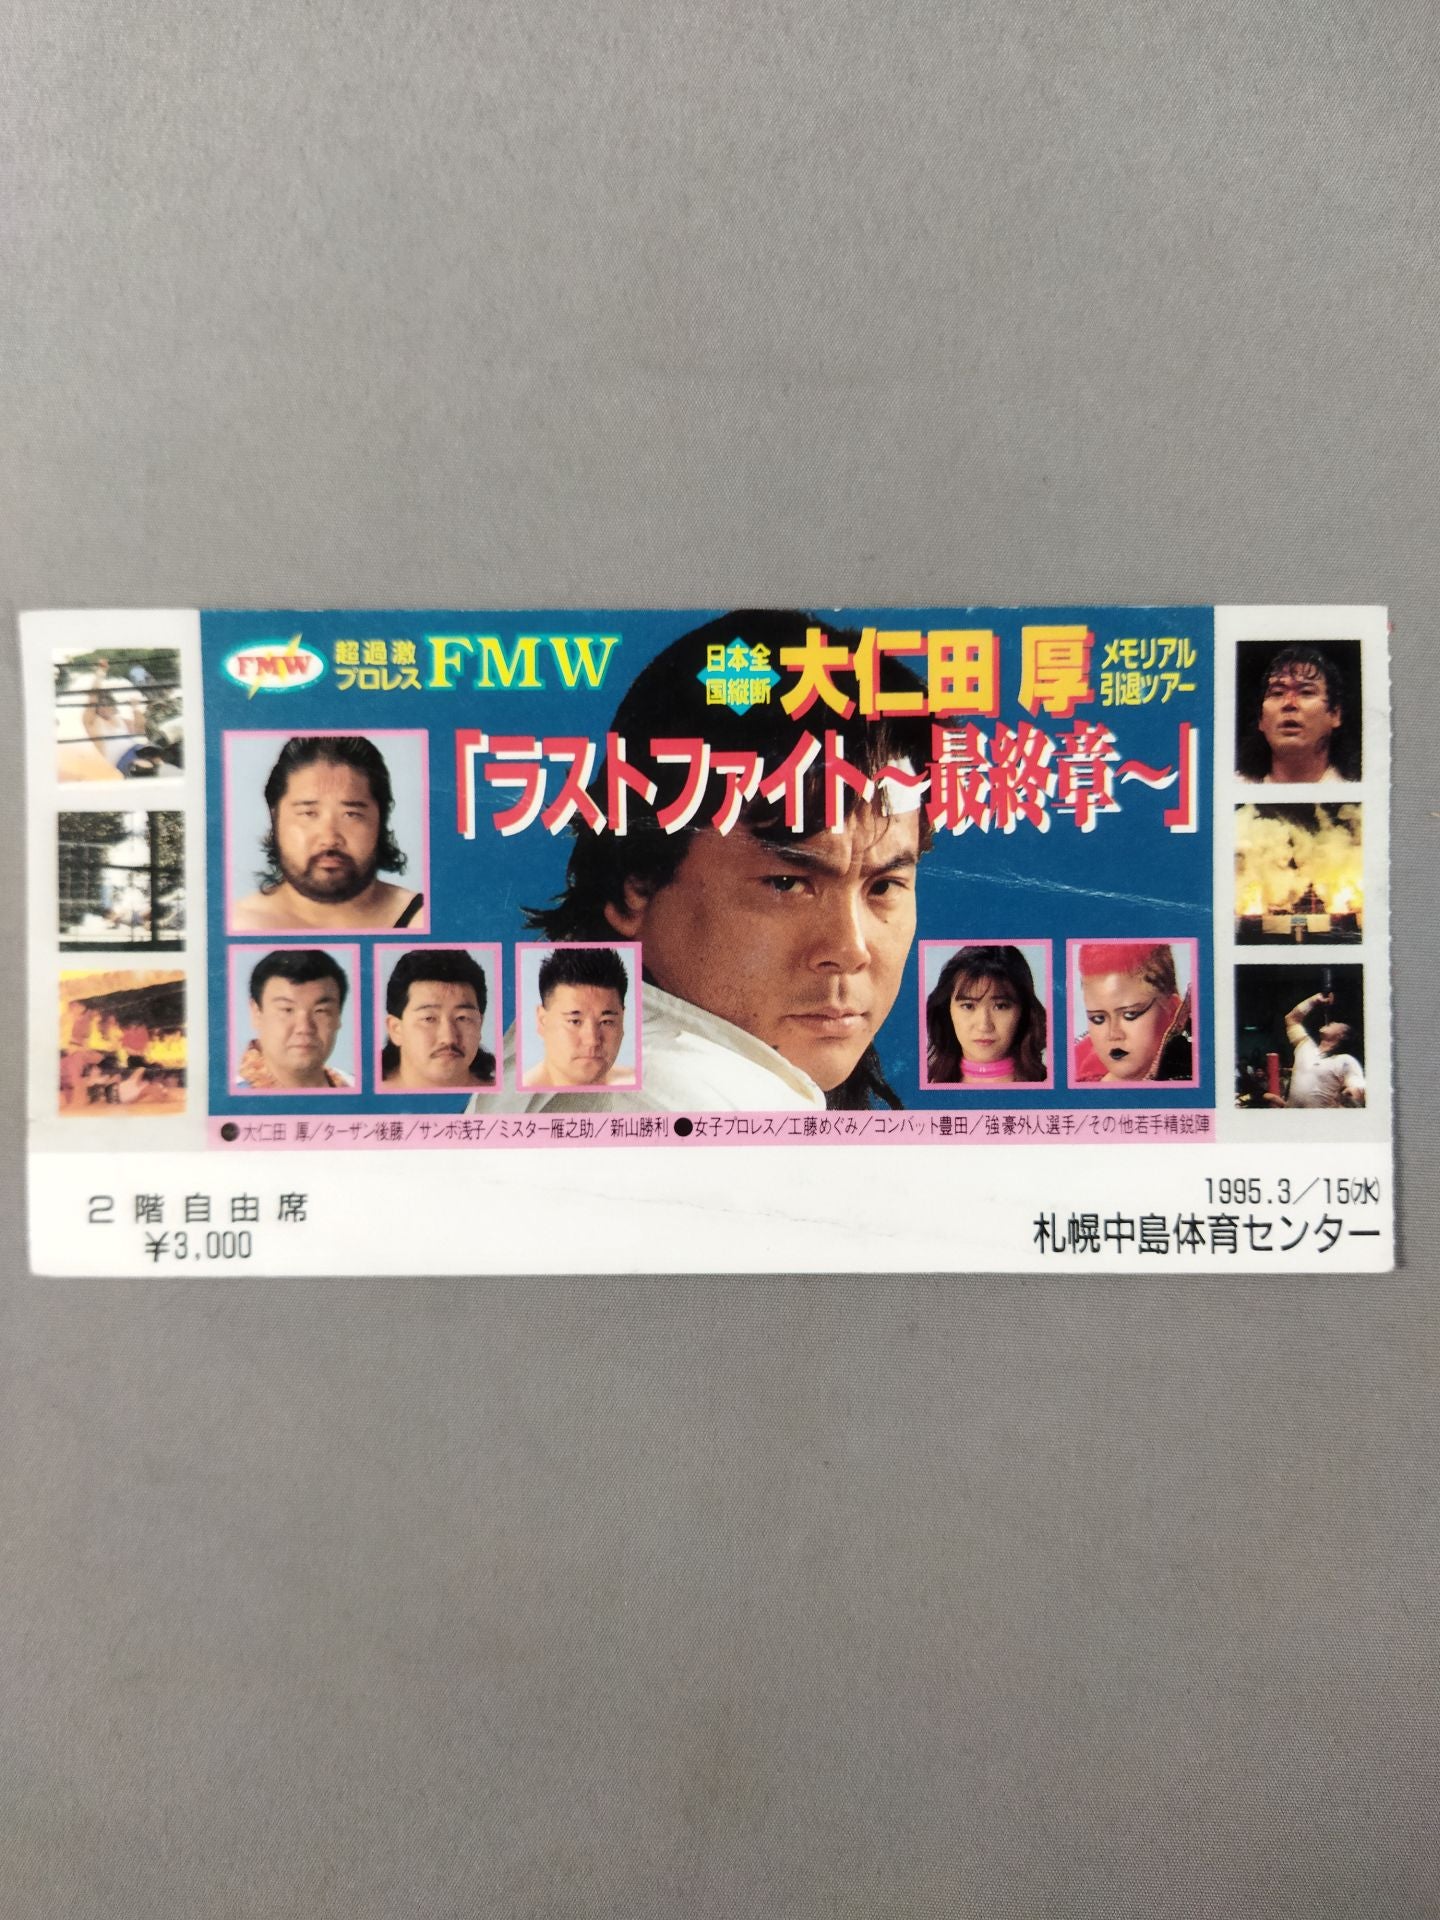 FMW
超過激
プロレス
FMW
日本全
国縦断
大仁田 厚
メモリアル
引退ツアー
「ラストファイト〜最終章〜」
●大仁田 厚/ターザン後藤/サンボ浅子/ミスター雁之助/新山勝利●女子プロレス/工藤めぐみ/コンバット豊田/強豪外人選手/その他若手精鋭陣
2階自由席
¥3,000
1995.3/15㈬
札幌中島体育センター